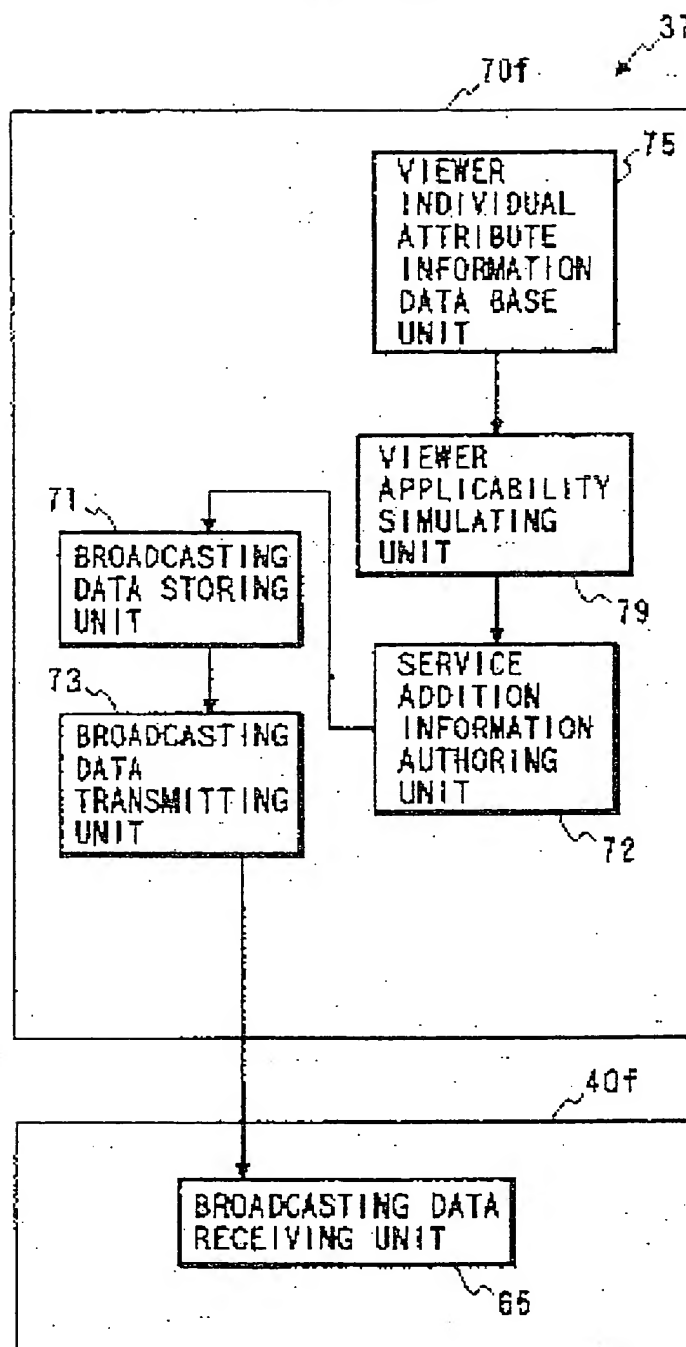 37
70f
75
VIEWER
INDIVIDUAL
ATTRIBUTE
INFORMATION
DATA BASE
UNIT
VIEWER
APPLICABILITY
SIMULATING
UNIT
79
71
BROADCASTING
DATA STORING
UNIT
SERVICE
ADDITION
INFORMATION
AUTHORING
UNIT
72
73
BROADCASTING
DATA
TRANSMITTING
UNIT
40f
BROADCASTING DATA
RECEIVING UNIT
65